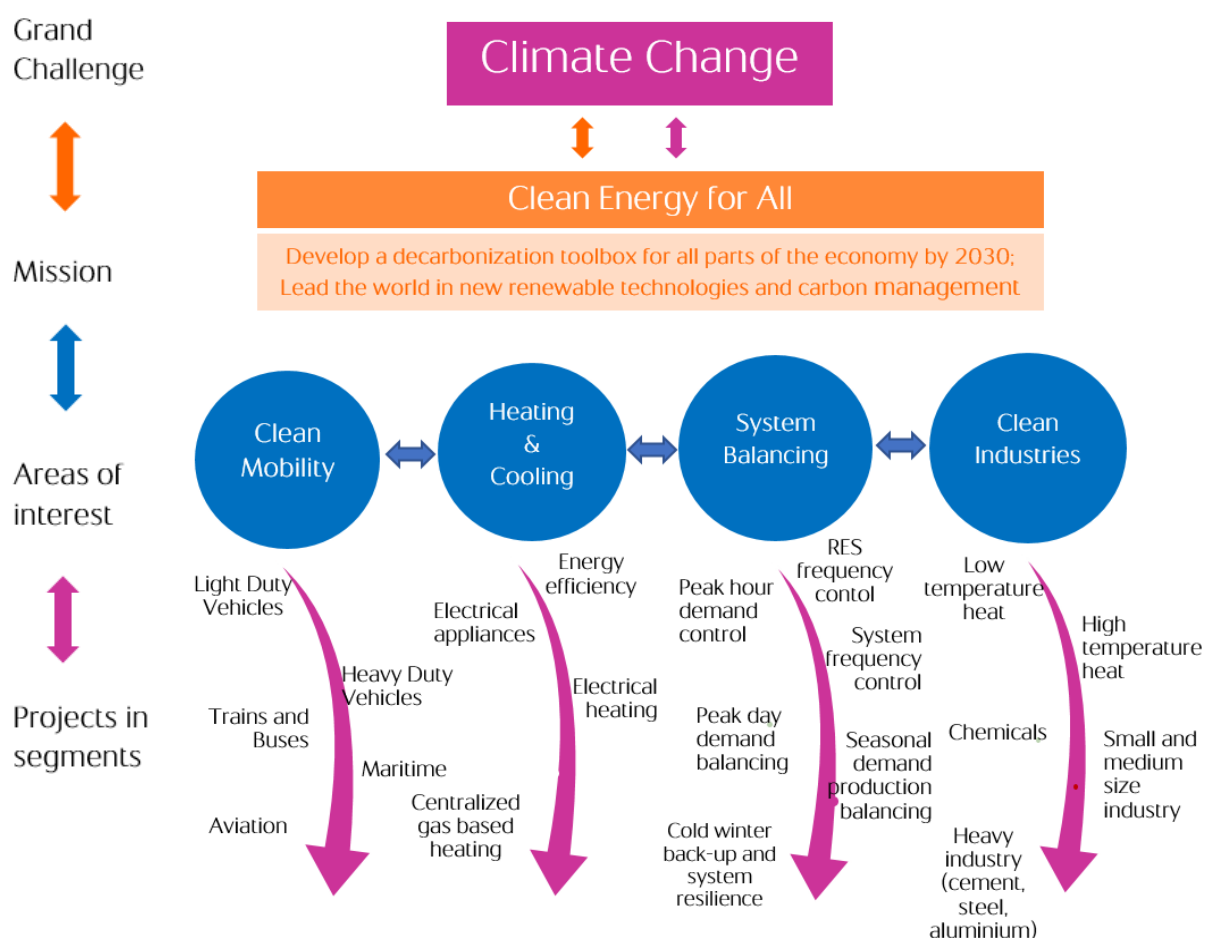 Grand
Challenge
Climate Change
Clean Energy for All
Mission
Develop a decarbonization toolbox for all parts of the economy by 2030;
Lead the world in new renewable technologies and carbon management
Areas of
interest
Clean
Mobility
Heating
&
Cooling
System
Balancing
Clean
Industries
Projects in
segments
Light Duty
Vehicles
Heavy Duty
Vehicles
Trains and
Buses
Maritime
Aviation
Energy
efficiency
Electrical
appliances
Electrical
heating
Centralized
gas based
heating
RES
frequency
contol
Peak hour
demand
control
System
frequency
control
Peak day
demand
balancing
Seasonal
demand
production
balancing
Cold winter
back-up and
system
resilience
Low
temperature
heat
High
temperature
heat
Chemicals
Small and
medium
size
industry
Heavy
industry
(cement,
steel,
aluminium)